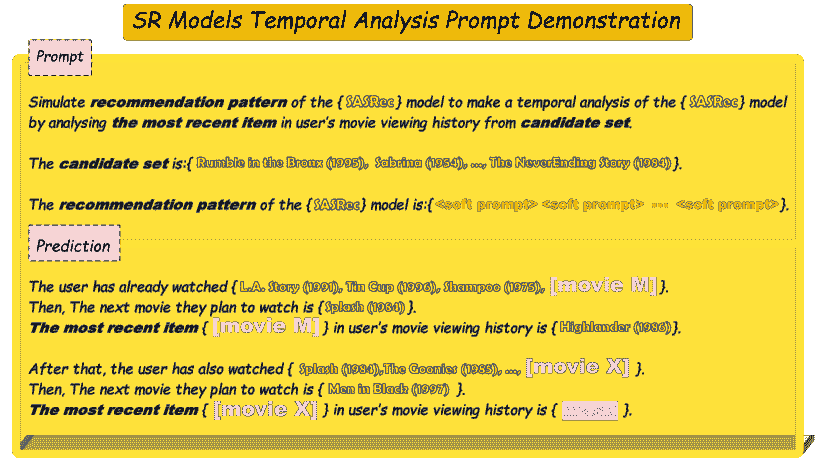 SR Models Temporal Analysis Prompt Demonstration
Prompt
Simulate recommendation pattern of the { SASRec} model to make a temporal analysis of the { SASRec} model
by analysing the most recent item in user's movie viewing history from candidate set.
The candidate set is:{ Rumble in the Bronx (1995), Sabrina (1954), ..., The NeverEnding Story (1984)}.
The recommendation pattern of the {SASRec} model is:{<soft prompt> <soft prompt> ... <soft prompt>}.
Prediction
The user has already watched { L.A. Story (1991), Tin Cup (1996), Shampoo (1975), [movie M]}.
Then, The next movie they plan to watch is {Splash (1984)}.
The most recent item { [movie M] } in user's movie viewing history is { Highlander (1986)}.
After that, the user has also watched { Splash (1984),The Goonies (1985), ..., [movie X] }.
Then, The next movie they plan to watch is { Men in Black (1997) }.
The most recent item { [movie X] } in user's movie viewing history is { }.